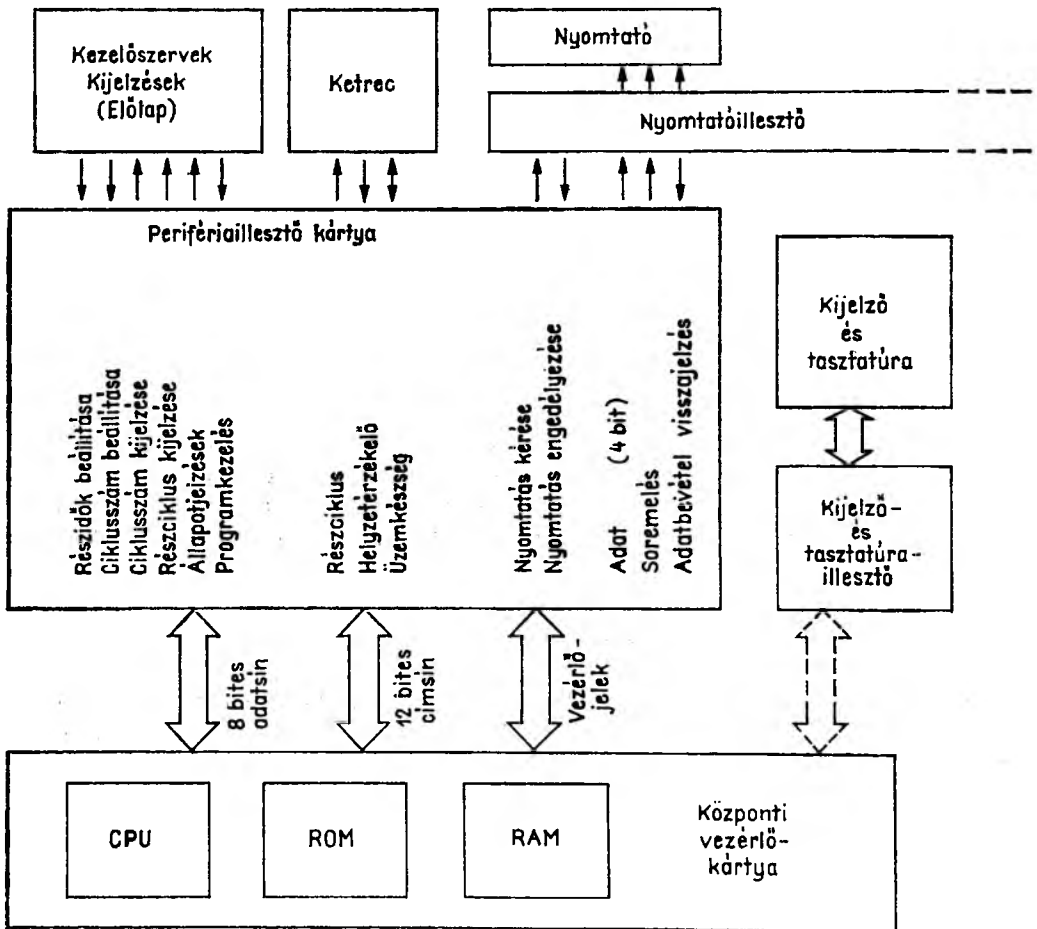 Kezelőszervek
Kijelzések
(Előlap)
Ketrec
Nyomtató
Nyomtatóillesztő
Perifériaillesztő kártya
Részidők beállítása
Ciklusszám beállítása
Ciklusszám kijelzése
Részciklus kijelzése
Állapotjelzések
Programkezelés
Részciklus
Helyzetérzékelő
Üzemkészség
Nyomtatás kérése
Nyomtatás engedélyezése
Adat (4 bit)
Soremelés
Adatbevétel visszajelzés
Kijelző
és
tasztatúra
Kijelző-
és
tasztatúra-
illesztő
8 bites
adatsin
12 bites
címsin
Vezérlő-
jelek
CPU
ROM
RAM
Központi
vezérlő-
kártya